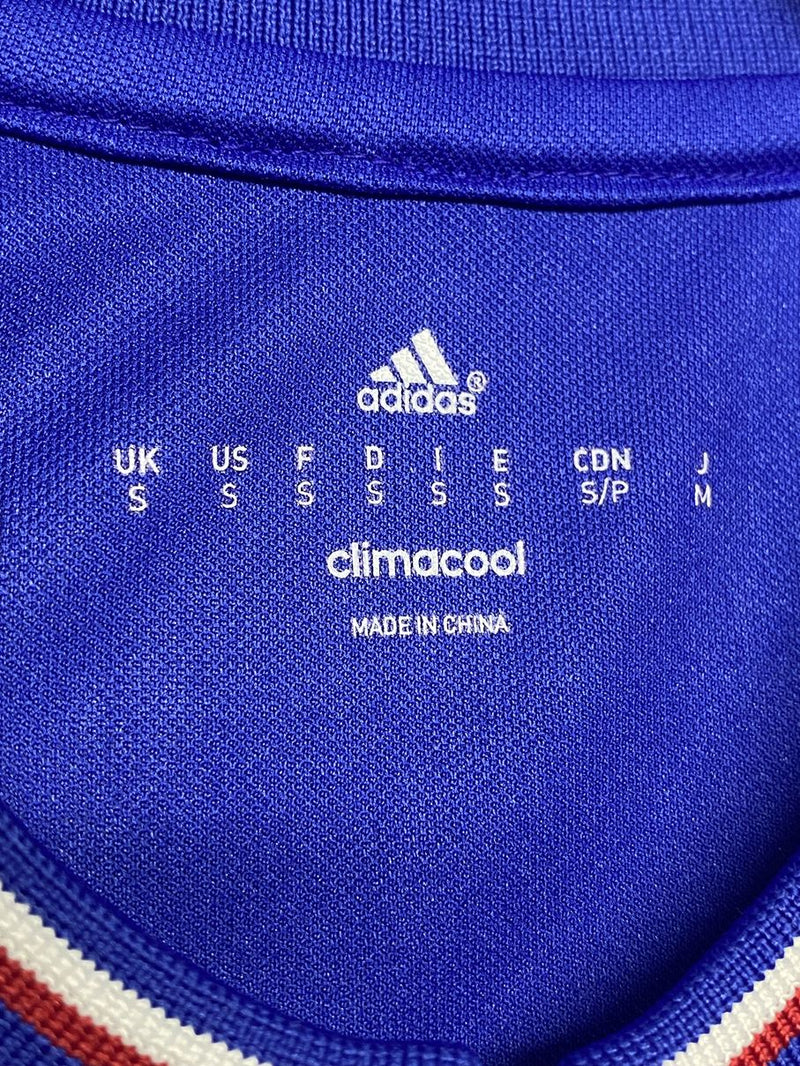 adidas®
UK US F D I E CDN J
S S S S S S S/P M
climacool
MADE IN CHINA